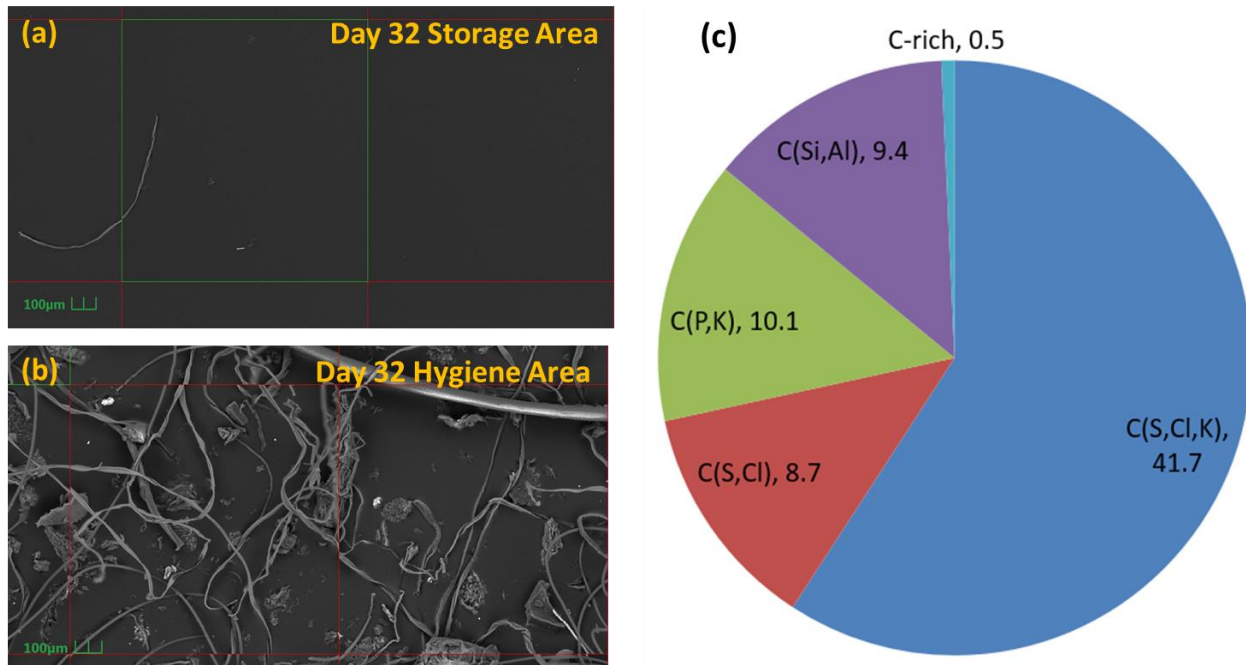 (a)
Day 32 Storage Area
100µm
(b)
Day 32 Hygiene Area
100µm
(c)
C-rich, 0.5
C(Si,Al), 9.4
C(P,K), 10.1
C(S,Cl), 8.7
C(S,Cl,K),
41.7